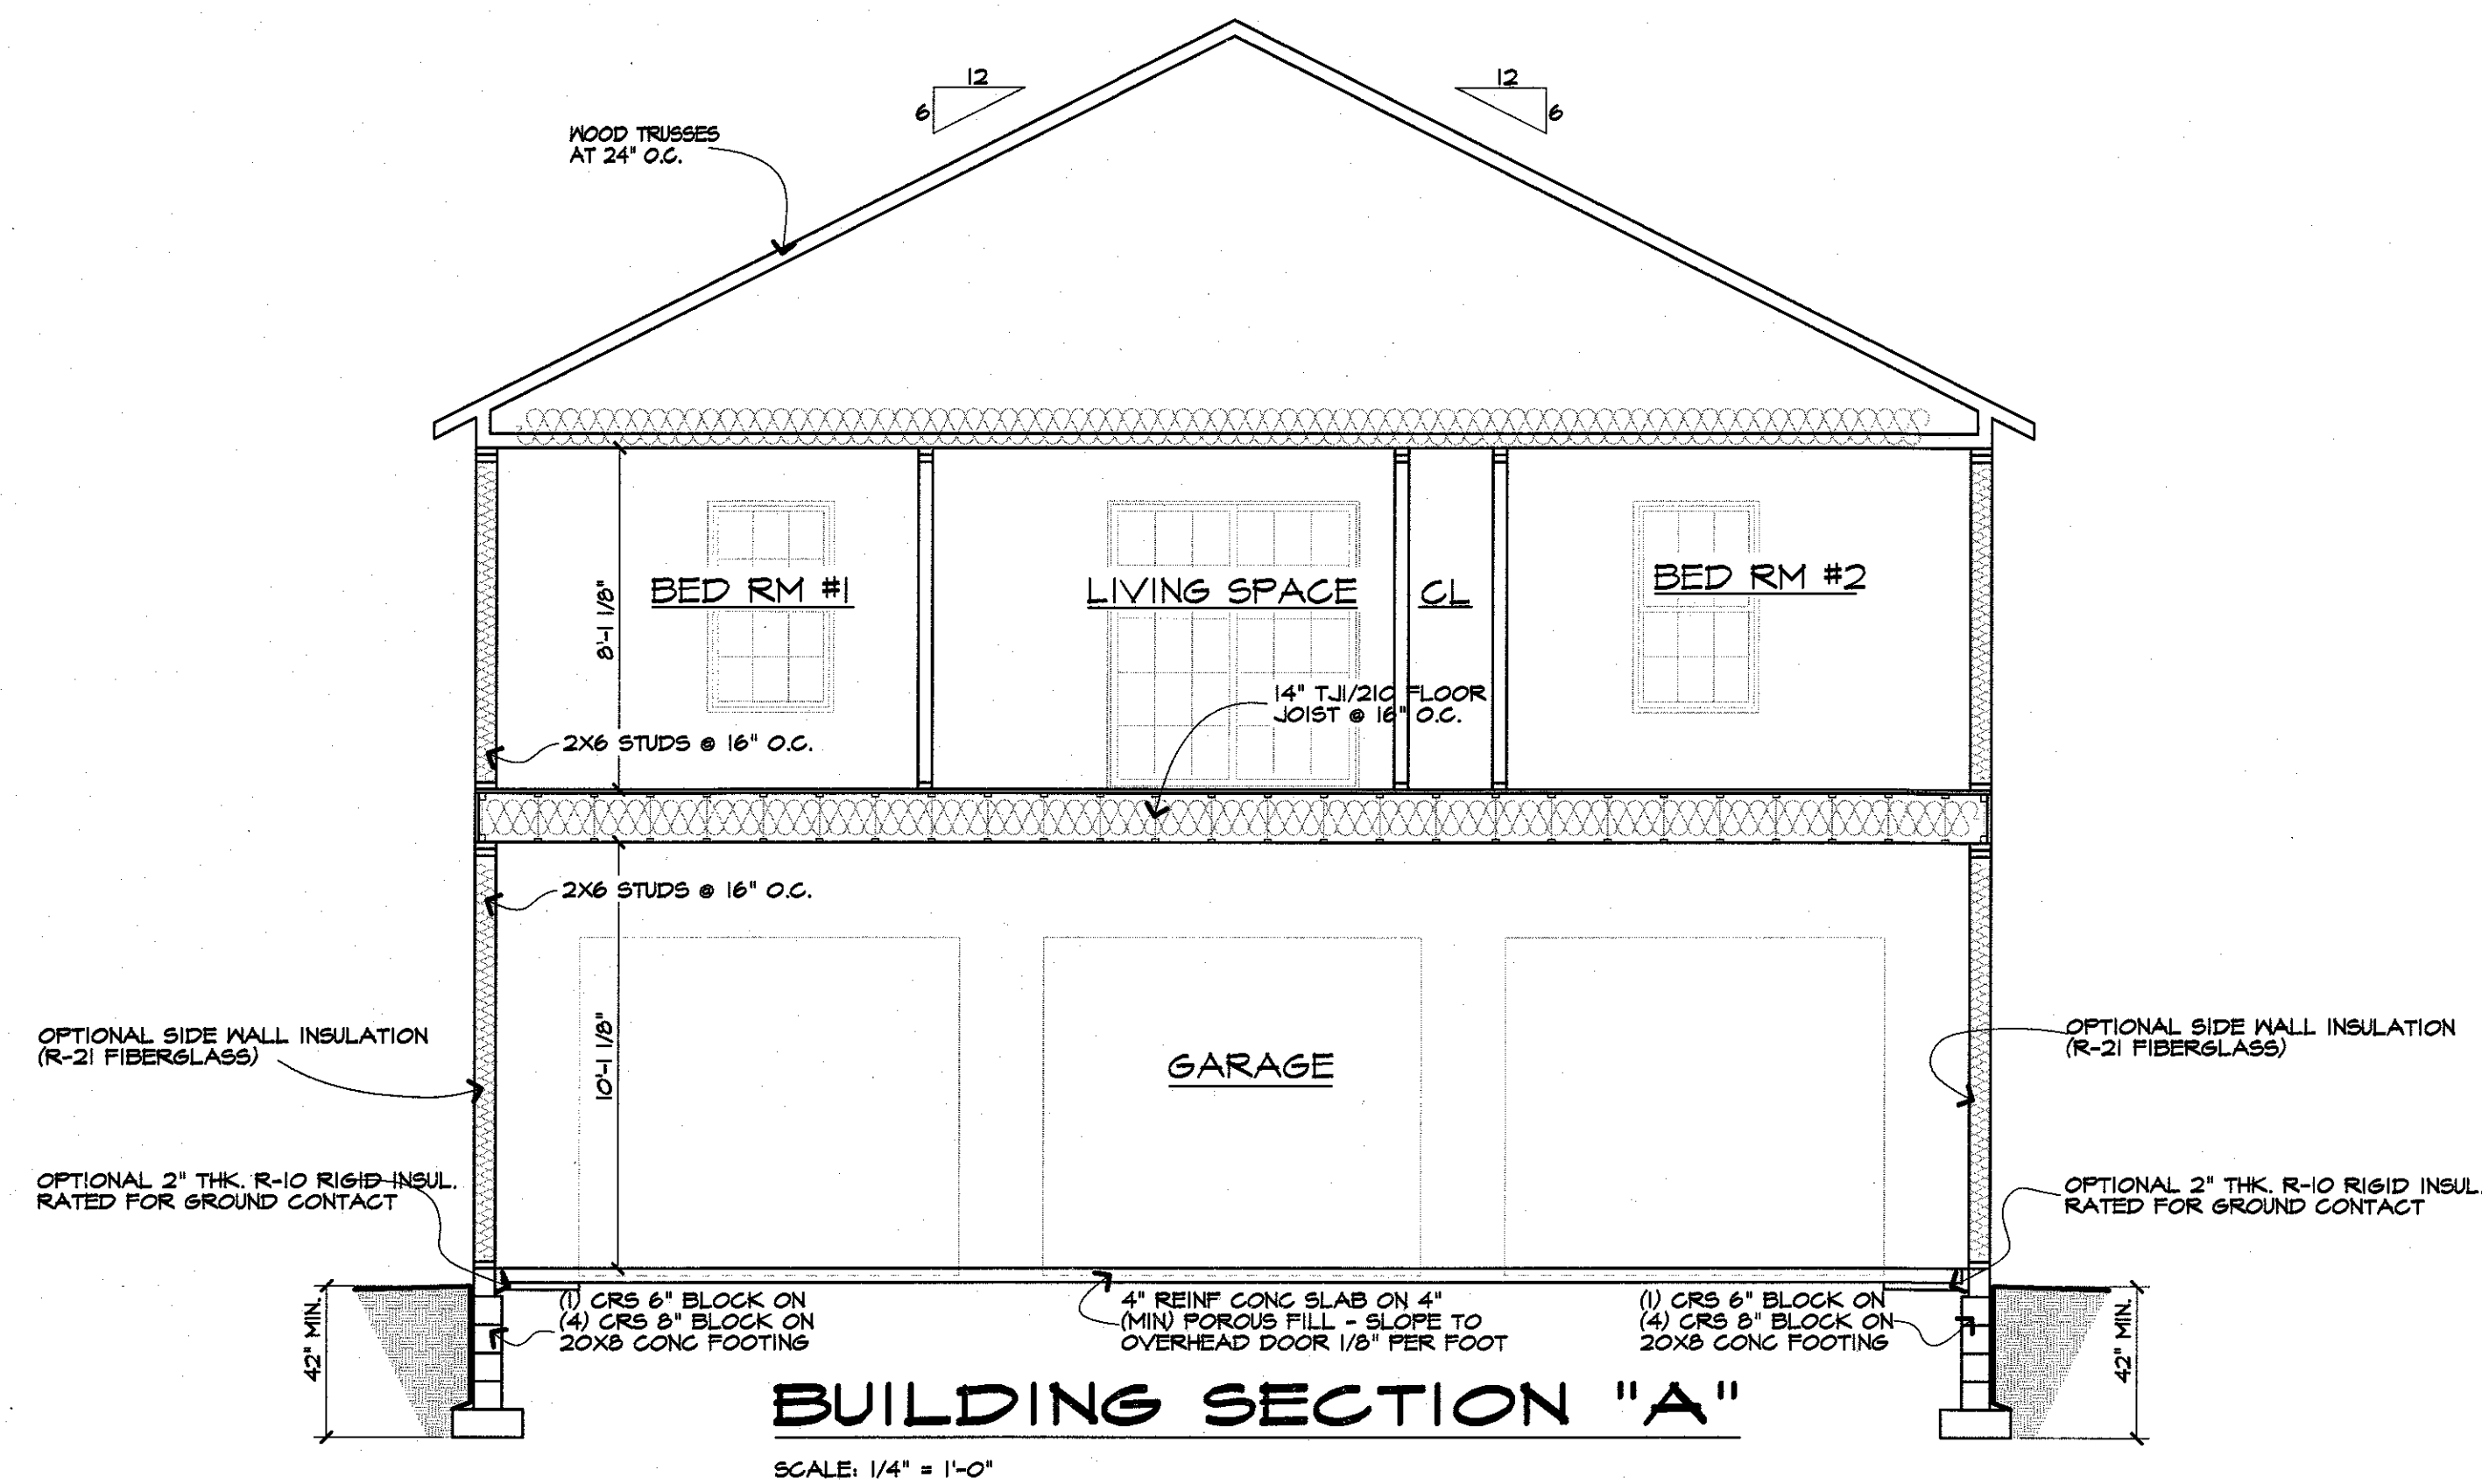 12
6
12
6
WOOD TRUSSES
AT 24" O.C.
BED RM #1
LIVING SPACE
CL
BED RM #2
8'-1 1/8"
14" TJI/210 FLOOR
JOIST @ 16" O.C.
2X6 STUDS @ 16" O.C.
2X6 STUDS @ 16" O.C.
10'-1 1/8"
GARAGE
OPTIONAL SIDE WALL INSULATION
(R-21 FIBERGLASS)
OPTIONAL SIDE WALL INSULATION
(R-21 FIBERGLASS)
OPTIONAL 2" THK. R-10 RIGID INSUL.
RATED FOR GROUND CONTACT
OPTIONAL 2" THK. R-10 RIGID INSUL.
RATED FOR GROUND CONTACT
42" MIN.
(1) CRS 6" BLOCK ON
(4) CRS 8" BLOCK ON
20X8 CONC FOOTING
4" REINF CONC SLAB ON 4"
(MIN) POROUS FILL - SLOPE TO
OVERHEAD DOOR 1/8" PER FOOT
(1) CRS 6" BLOCK ON
(4) CRS 8" BLOCK ON
20X8 CONC FOOTING
42" MIN.
BUILDING SECTION "A"
SCALE: 1/4" = 1'-0"